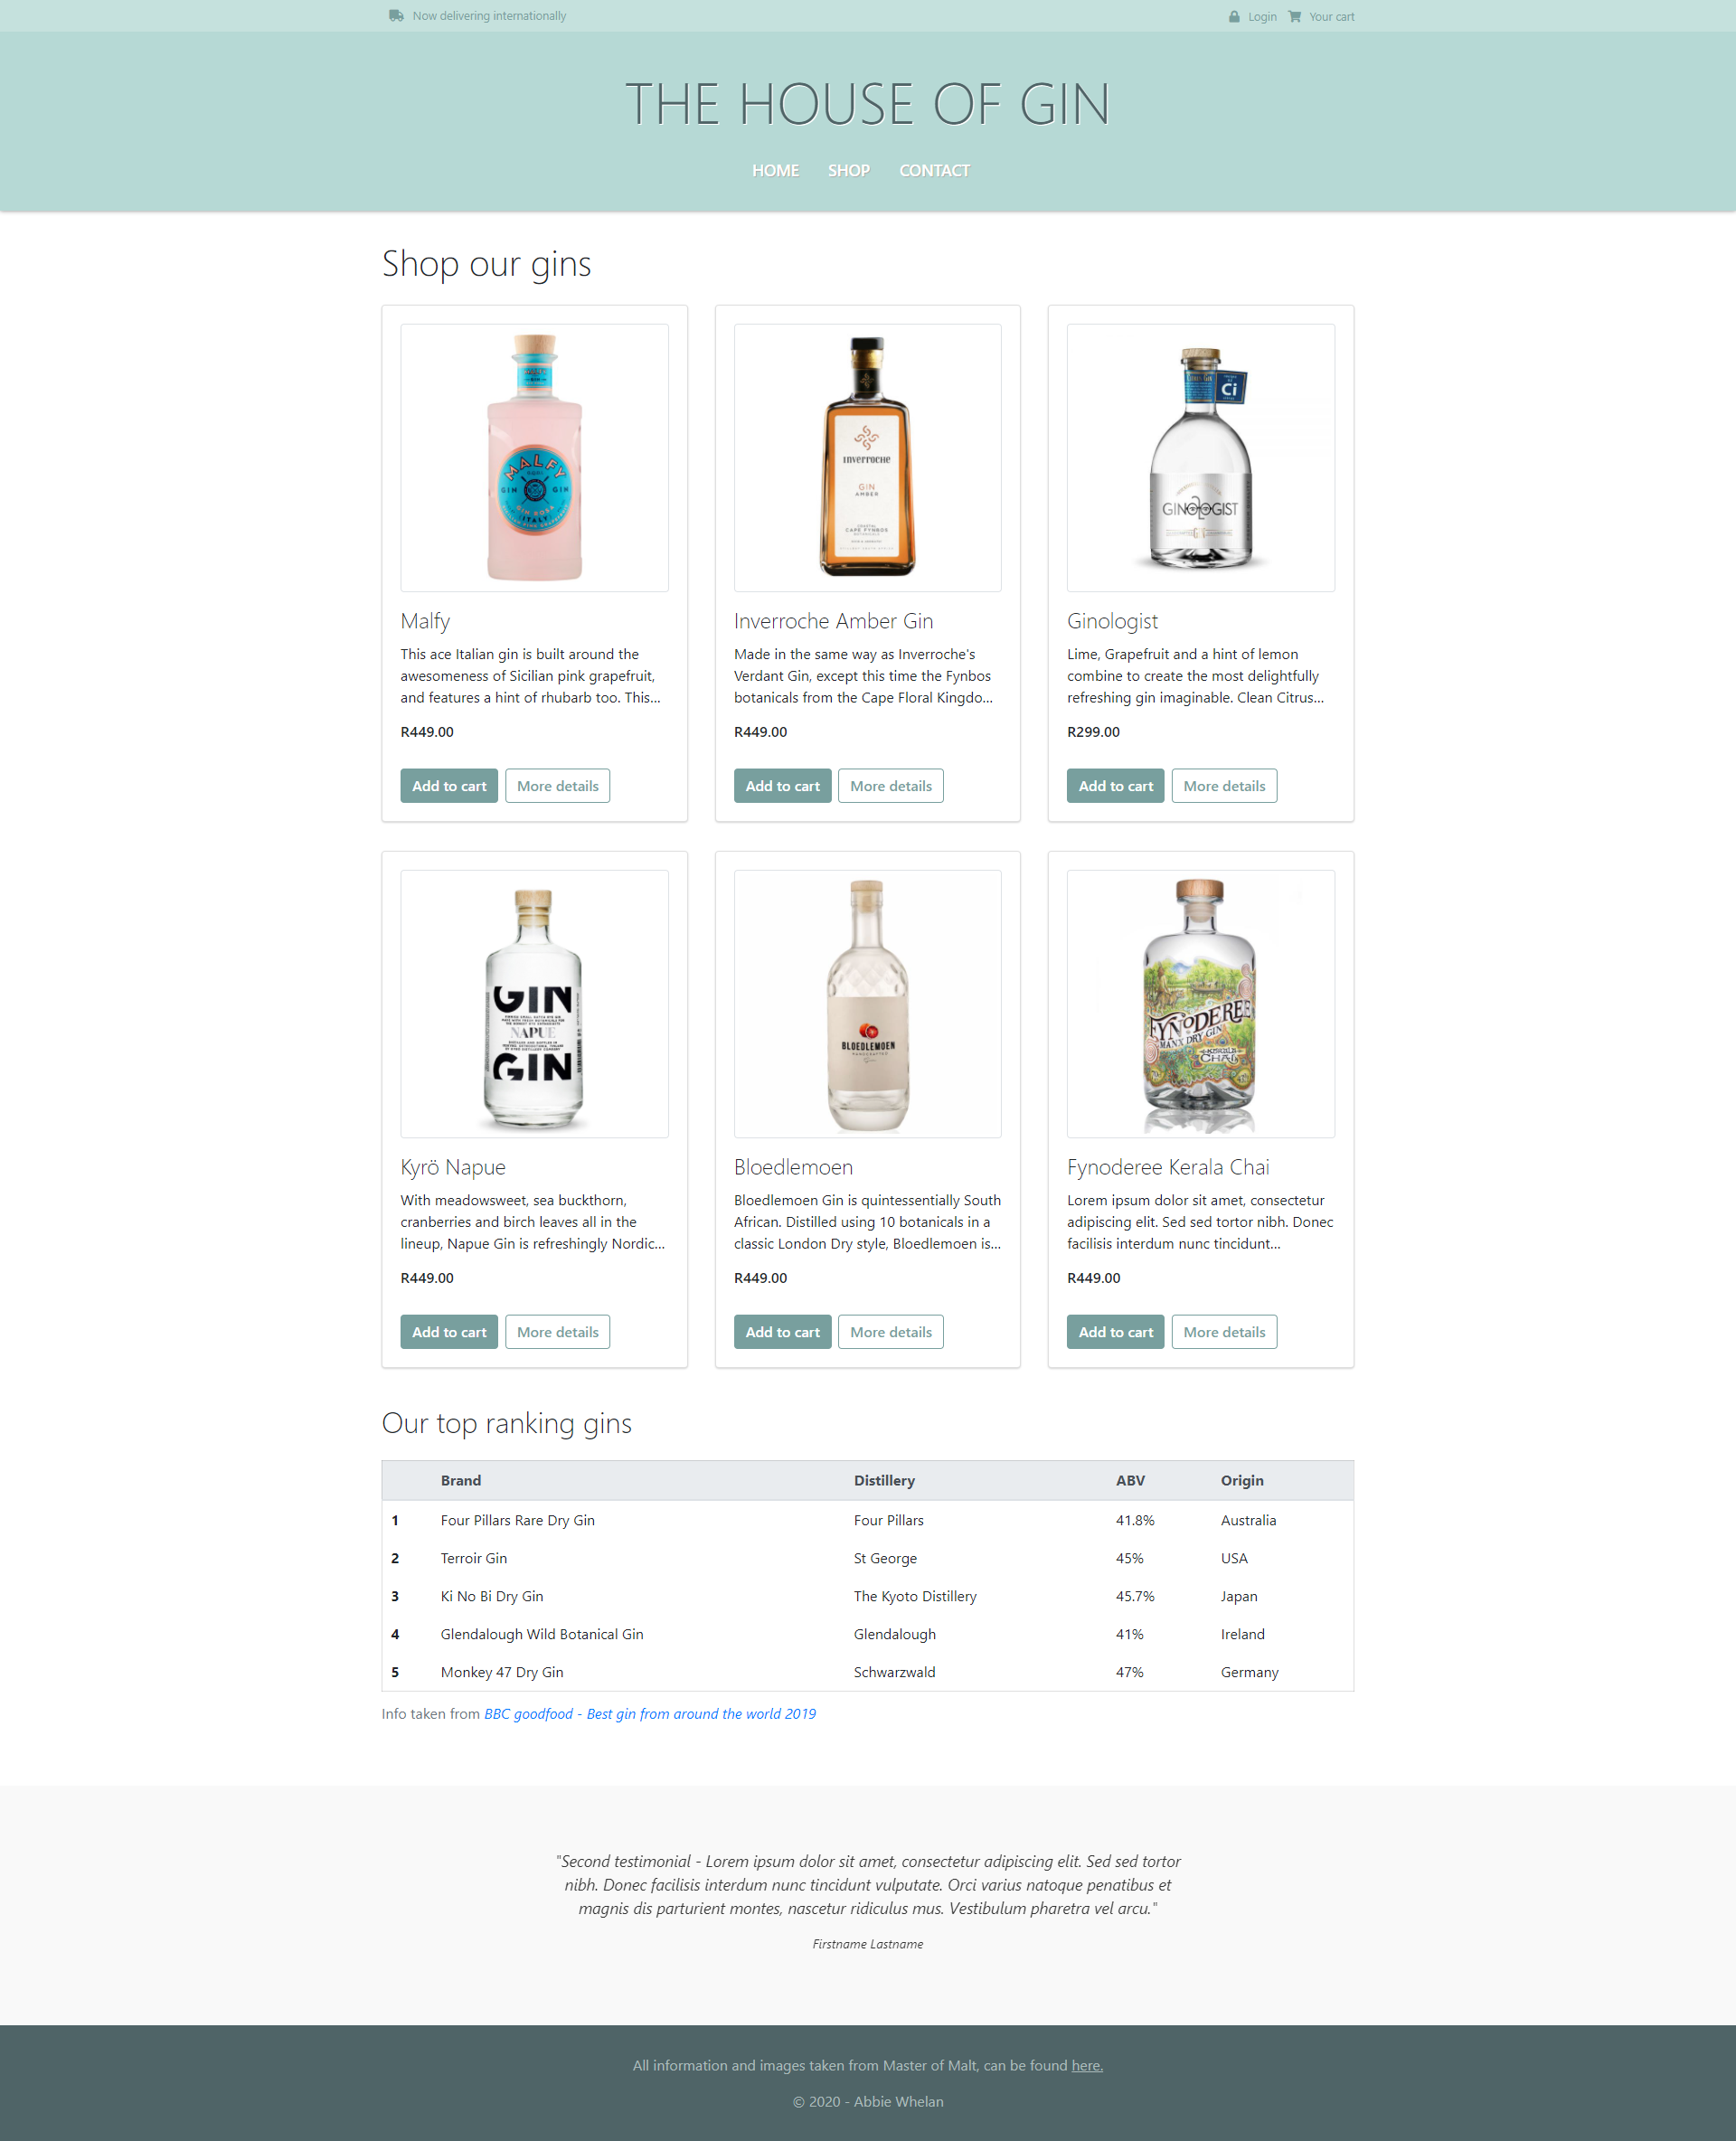 Now delivering internationally
Login Your cart
THE HOUSE OF GIN
HOME SHOP CONTACT
Shop our gins
MALFY
GIN GIN
GIN ROSA
ITALY
Malfy
This ace Italian gin is built around the
awesomeness of Sicilian pink grapefruit,
and features a hint of rhubarb too. This...
R449.00
Add to cart More details
Inverroche
GIN
AMBER
CAPE FYNBOS
Inverroche Amber Gin
Made in the same way as Inverroche's
Verdant Gin, except this time the Fynbos
botanicals from the Cape Floral Kingdo...
R449.00
Add to cart More details
Ci
GINOLOGIST
Ginologist
Lime, Grapefruit and a hint of lemon
combine to create the most delightfully
refreshing gin imaginable. Clean Citrus...
R299.00
Add to cart More details
GIN
NAPUE
GIN
Kyrö Napue
With meadowsweet, sea buckthorn,
cranberries and birch leaves all in the
lineup, Napue Gin is refreshingly Nordic...
R449.00
Add to cart More details
BLOEDLEMOEN
HANDCRAFTED
Bloedlemoen
Bloedlemoen Gin is quintessentially South
African. Distilled using 10 botanicals in a
classic London Dry style, Bloedlemoen is...
R449.00
Add to cart More details
FYNODEREE
MANX DRY GIN
KERALA
CHAI
Fynoderee Kerala Chai
Lorem ipsum dolor sit amet, consectetur
adipiscing elit. Sed sed tortor nibh. Donec
facilisis interdum nunc tincidunt...
R449.00
Add to cart More details
Our top ranking gins
Brand Distillery ABV Origin
1 Four Pillars Rare Dry Gin Four Pillars 41.8% Australia
2 Terroir Gin St George 45% USA
3 Ki No Bi Dry Gin The Kyoto Distillery 45.7% Japan
4 Glendalough Wild Botanical Gin Glendalough 41% Ireland
5 Monkey 47 Dry Gin Schwarzwald 47% Germany
Info taken from BBC goodfood - Best gin from around the world 2019
"Second testimonial - Lorem ipsum dolor sit amet, consectetur adipiscing elit. Sed sed tortor
nibh. Donec facilisis interdum nunc tincidunt vulputate. Orci varius natoque penatibus et
magnis dis parturient montes, nascetur ridiculus mus. Vestibulum pharetra vel arcu."
Firstname Lastname
All information and images taken from Master of Malt, can be found here.
© 2020 - Abbie Whelan